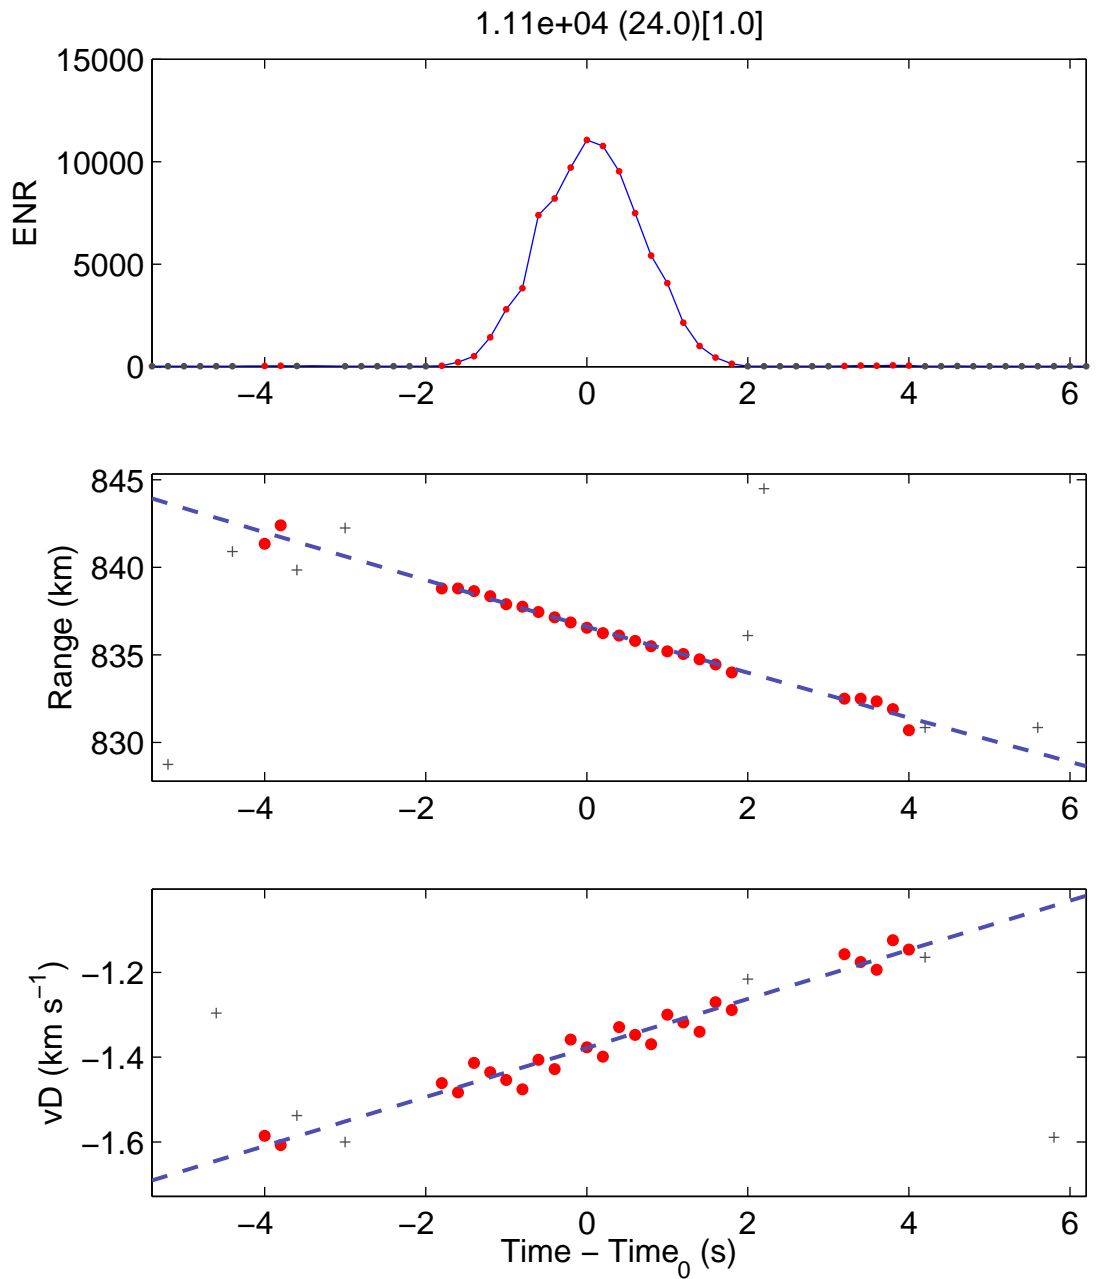 1.11e+04 (24.0)[1.0]
15000
10000
5000
0
ENR
−4 −2 0 2 4 6
845
840
835
830
Range (km)
−4 −2 0 2 4 6
−1.2
−1.4
−1.6
vD (km s−1)
−4 −2 0 2 4 6
Time − Time0 (s)